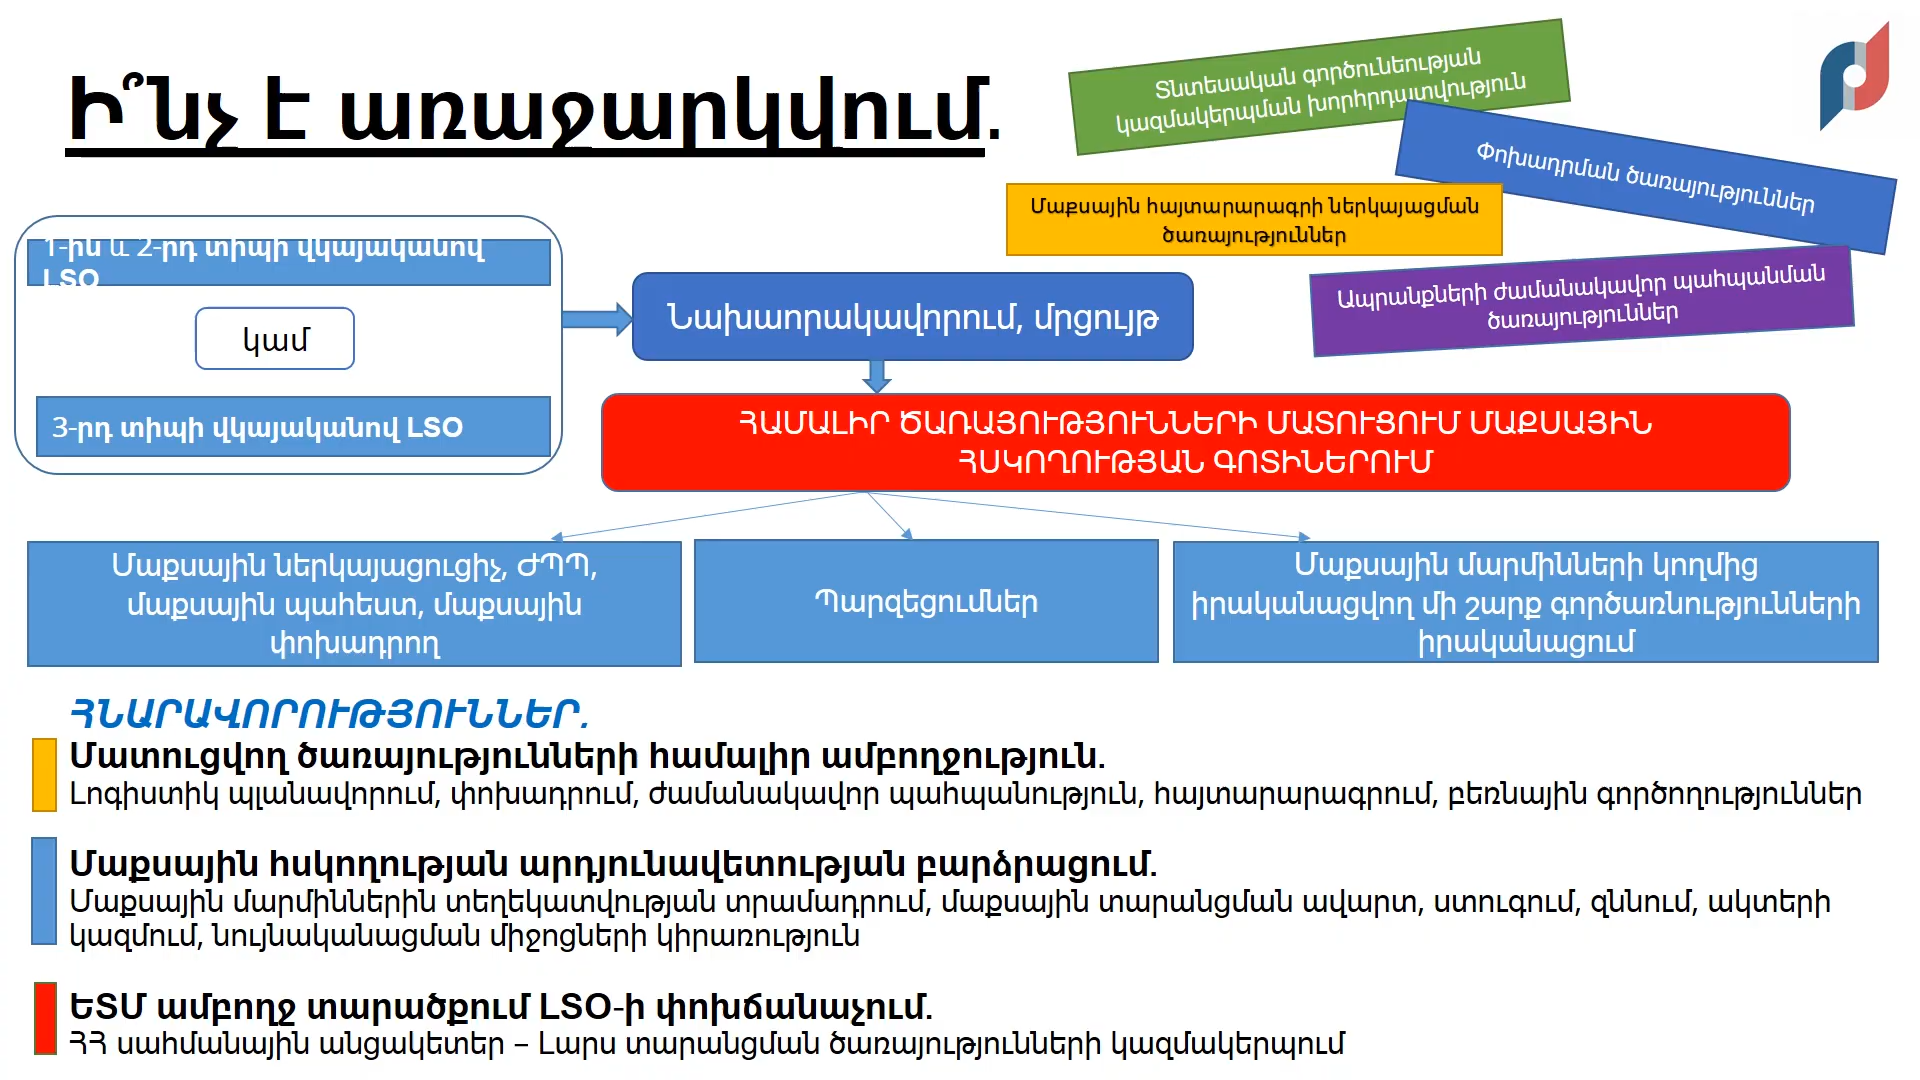 Ի՞նչ է առաջարկվում.
Տնտեսական գործունեության
կազմակերպման խորհրդատվություն
Փոխադրման ծառայություններ
Մաքսային հայտարարագրի ներկայացման
ծառայություններ
Ապրանքների ժամանակավոր պահպանման
ծառայություններ
1-ին և 2-րդ տիպի վկայականով
LSO
կամ
3-րդ տիպի վկայականով LSO
Նախաորակավորում, մրցույթ
ՀԱՄԱԼԻՐ ԾԱՌԱՅՈՒԹՅՈՒՆՆԵՐԻ ՄԱՏՈՒՑՈՒՄ ՄԱՔՍԱՅԻՆ
ՀՍԿՈՂՈՒԹՅԱՆ ԳՈՏԻՆԵՐՈՒՄ
Մաքսային ներկայացուցիչ, ԺՊՊ,
մաքսային պահեստ, մաքսային
փոխադրող
Պարզեցումներ
Մաքսային մարմինների կողմից
իրականացվող մի շարք գործառնությունների
իրականացում
ՀՆԱՐԱՎՈՐՈՒԹՅՈՒՆՆԵՐ.
Մատուցվող ծառայությունների համալիր ամբողջություն.
Լոգիստիկ պլանավորում, փոխադրում, ժամանակավոր պահպանություն, հայտարարագրում, բեռնային գործողություններ
Մաքսային հսկողության արդյունավետության բարձրացում.
Մաքսային մարմիններին տեղեկատվության տրամադրում, մաքսային տարանցման ավարտ, ստուգում, զննում, ակտերի
կազմում, նույնականացման միջոցների կիրառություն
ԵՏՄ ամբողջ տարածքում LSO-ի փոխճանաչում.
ՀՀ սահմանային անցակետեր – Լարս տարանցման ծառայությունների կազմակերպում